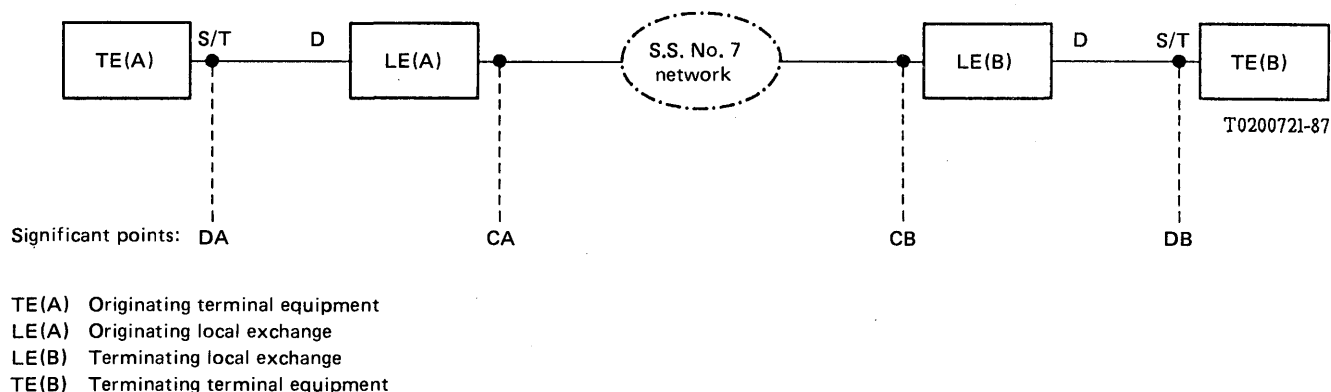 S/T D D S/T
TE(A) LE(A) S.S. No. 7 network LE(B) TE(B)
T0200721-87
Significant points: DA CA CB DB
TE(A) Originating terminal equipment
LE(A) Originating local exchange
LE(B) Terminating local exchange
TE(B) Terminating terminal equipment